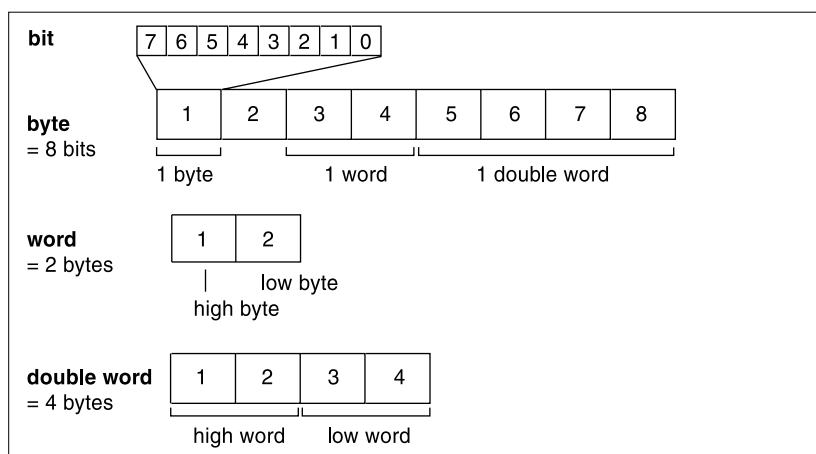 bit
7 6 5 4 3 2 1 0
byte
= 8 bits
1 2 3 4 5 6 7 8
1 byte 1 word 1 double word
word
= 2 bytes
1 2
low byte
high byte
double word
= 4 bytes
1 2 3 4
high word low word